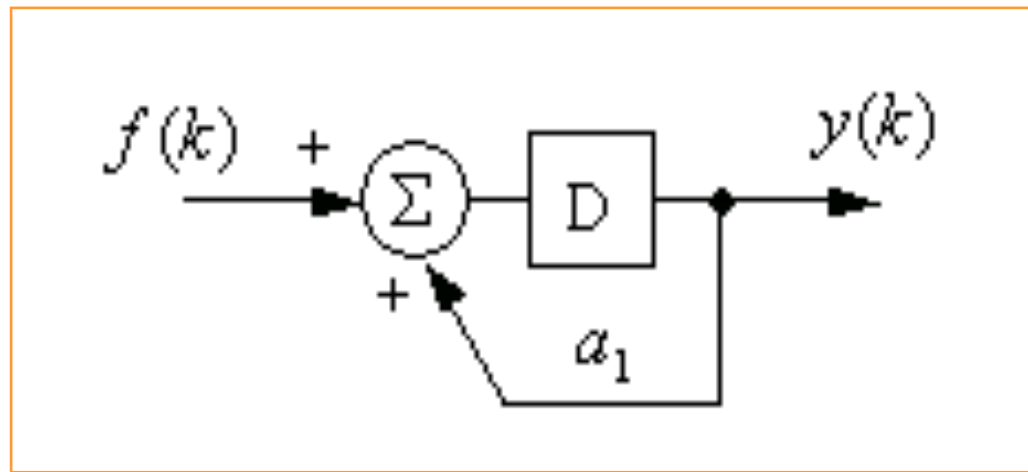 f(k)
+
Σ
D
y(k)
+
a₁